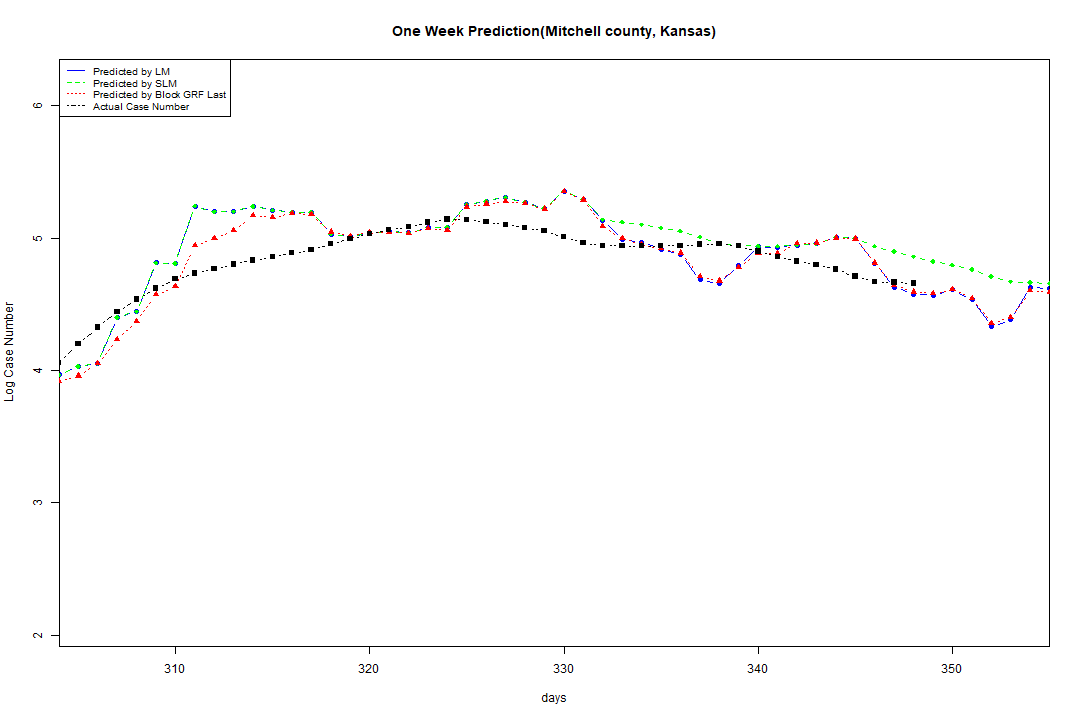 One Week Prediction(Mitchell county, Kansas)
Predicted by LM
Predicted by SLM
Predicted by Block GRF Last
Actual Case Number
6
5
4
3
2
Log Case Number
310 320 330 340 350
days